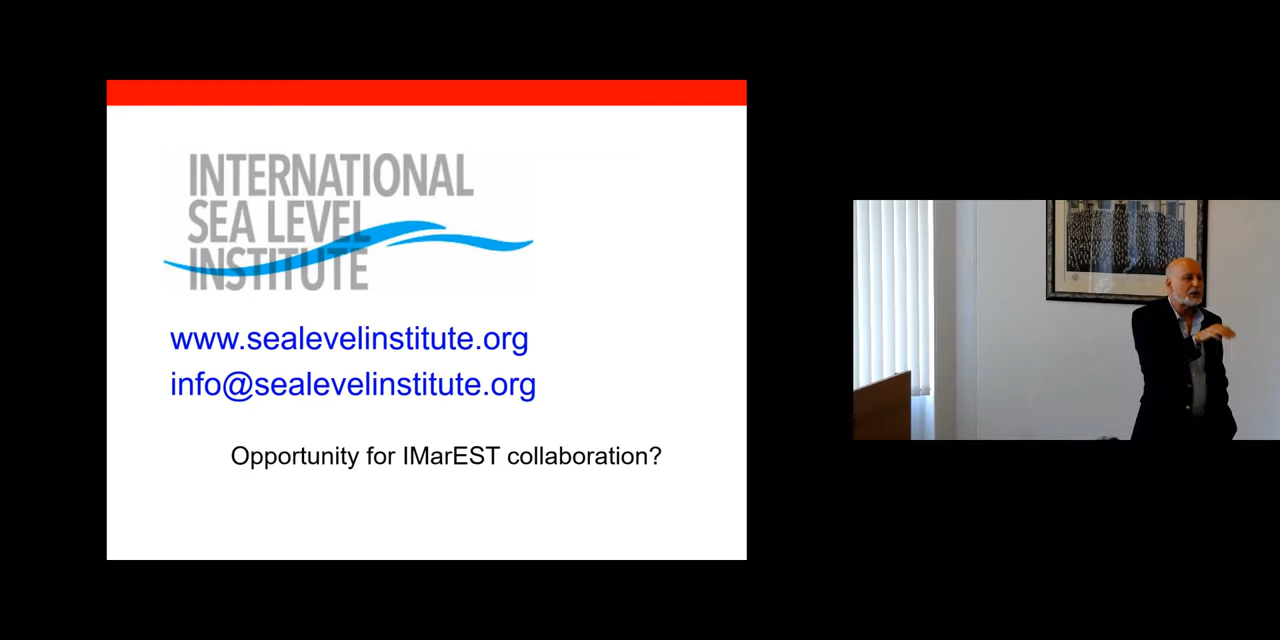 INTERNATIONAL
SEA LEVEL
INSTITUTE
www.sealevelinstitute.org
info@sealevelinstitute.org
Opportunity for IMarEST collaboration?